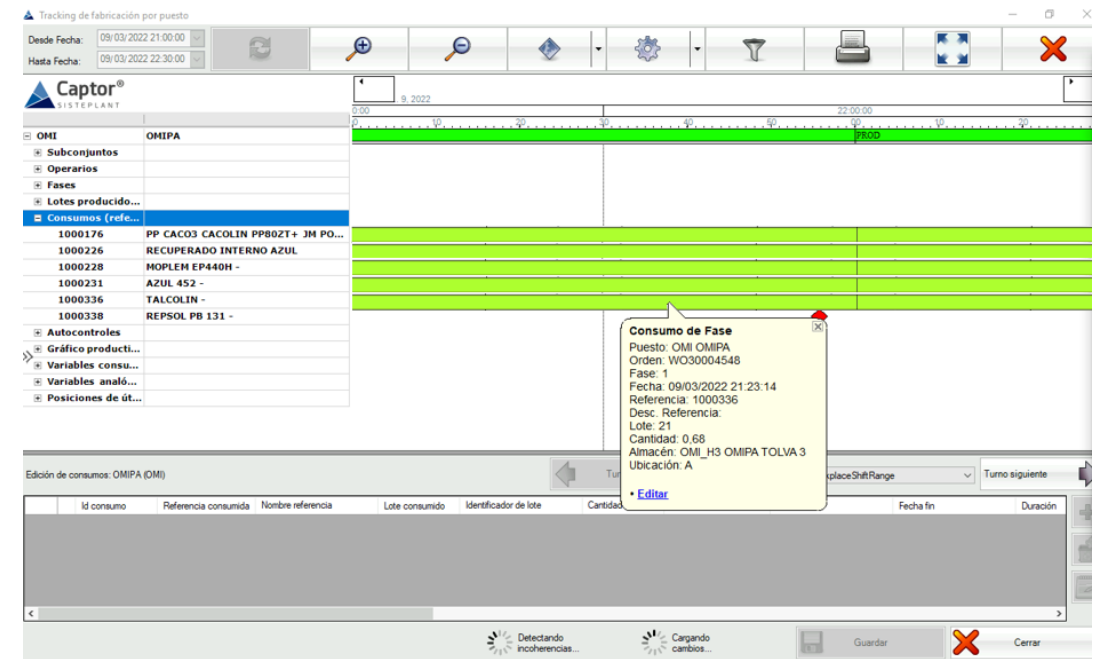 Tracking de fabricación por puesto
Desde Fecha: 09/03/2022 21:00:00
Hasta Fecha: 09/03/2022 22:30:00
Captor®
SISTEPLANT
9, 2022
0:00 22:00:00
0 10 20 30 40 50 00 10 20
OMI OMIPA PROD
Subconjuntos
Operarios
Fases
Lotes producido...
Consumos (refe...
1000176 PP CACO3 CACOLIN PP80ZT+ JM PO...
1000226 RECUPERADO INTERNO AZUL
1000228 MOPLEM EP440H -
1000231 AZUL 452 -
1000336 TALCOLIN -
1000338 REPSOL PB 131 -
Autocontroles
Gráfico producti...
Variables consu...
Variables analó...
Posiciones de út...
Consumo de Fase
Puesto: OMI OMIPA
Orden: WO30004548
Fase: 1
Fecha: 09/03/2022 21:23:14
Referencia: 1000336
Desc. Referencia:
Lote: 21
Cantidad: 0,68
Almacén: OMI_H3 OMIPA TOLVA 3
Ubicación: A
• Editar
Edición de consumos: OMIPA (OMI) Tur xplaceShiftRange Turno siguiente
Id consumo Referencia consumida Nombre referencia Lote consumido Identificador de lote Cantidad Fecha fin Duración
Detectando incoherencias... Cargando cambios... Guardar Cerrar